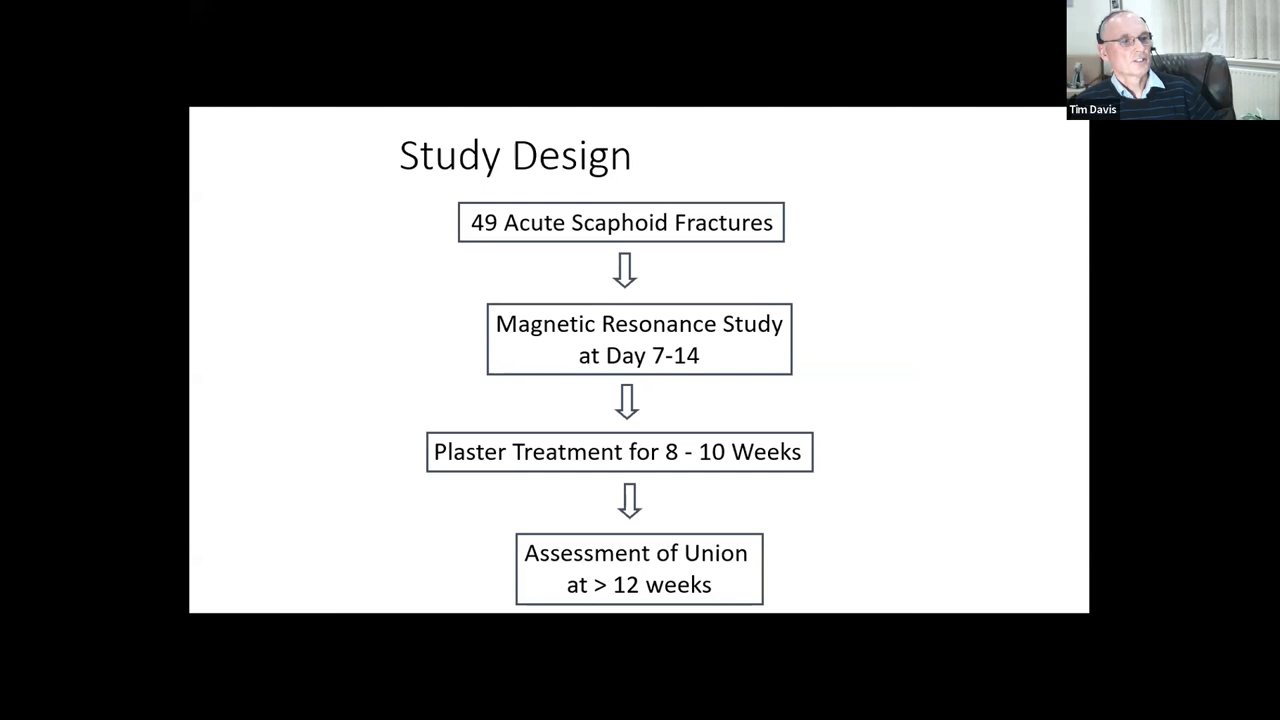 Tim Davis
Study Design
49 Acute Scaphoid Fractures
Magnetic Resonance Study
at Day 7-14
Plaster Treatment for 8 - 10 Weeks
Assessment of Union
at > 12 weeks